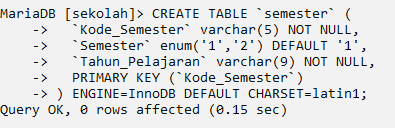 MariaDB [sekolah]> CREATE TABLE `semester` (
    ->   `Kode_Semester` varchar(5) NOT NULL,
    ->   `Semester` enum('1','2') DEFAULT '1',
    ->   `Tahun_Pelajaran` varchar(9) NOT NULL,
    ->   PRIMARY KEY (`Kode_Semester`)
    -> ) ENGINE=InnoDB DEFAULT CHARSET=latin1;
Query OK, 0 rows affected (0.15 sec)